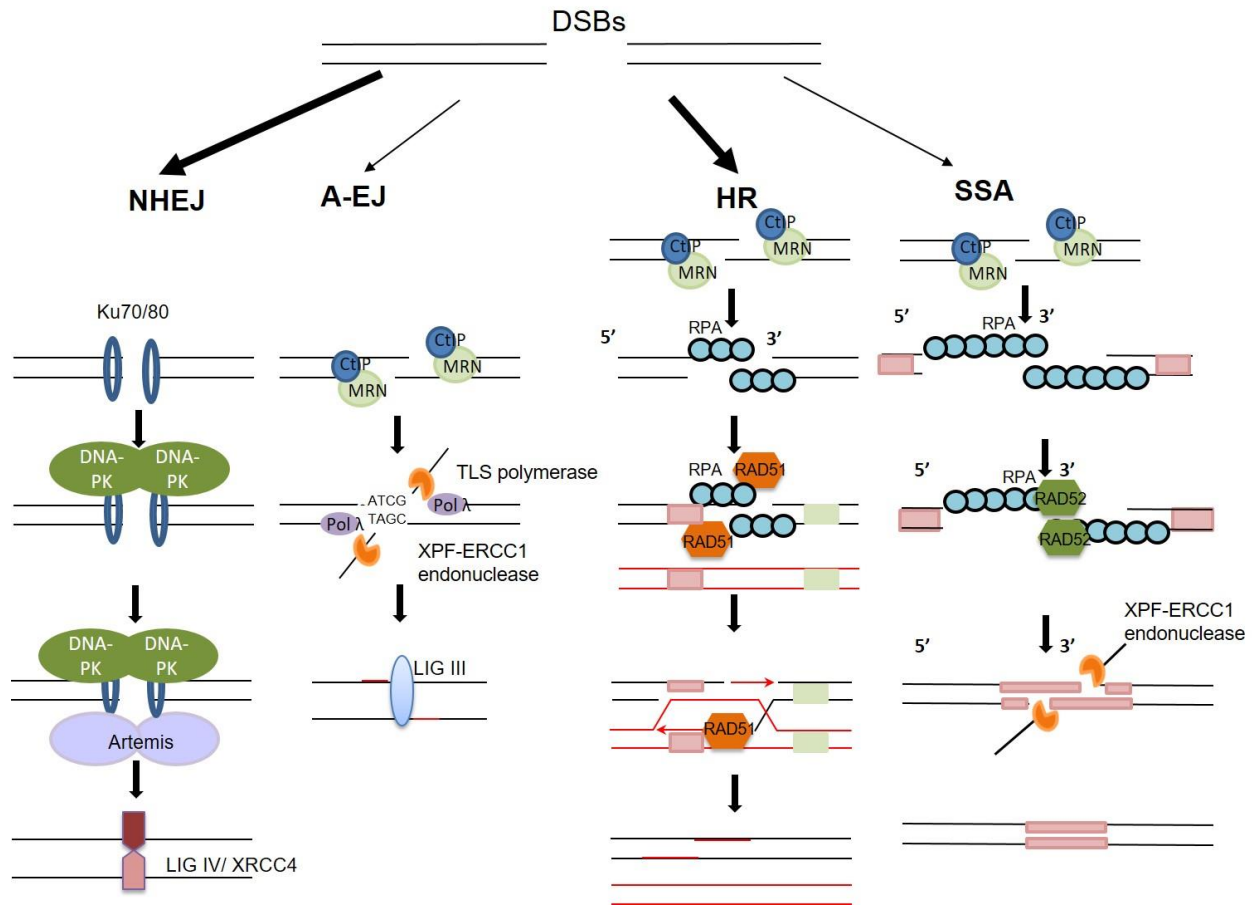 DSBs
NHEJ
A-EJ
HR
SSA
Ku70/80
DNA-
PK
DNA-
PK
DNA-
PK
DNA-
PK
Artemis
LIG IV/ XRCC4
CtIP
MRN
CtIP
MRN
TLS polymerase
ATCG
TAGC
Pol λ
Pol λ
XPF-ERCC1
endonuclease
LIG III
CtIP
MRN
CtIP
MRN
5’
RPA
3’
RPA
RAD51
RAD51
RAD51
CtIP
MRN
CtIP
MRN
5’
RPA
3’
5’
RPA
3’
RAD52
RAD52
XPF-ERCC1
endonuclease
5’
3’